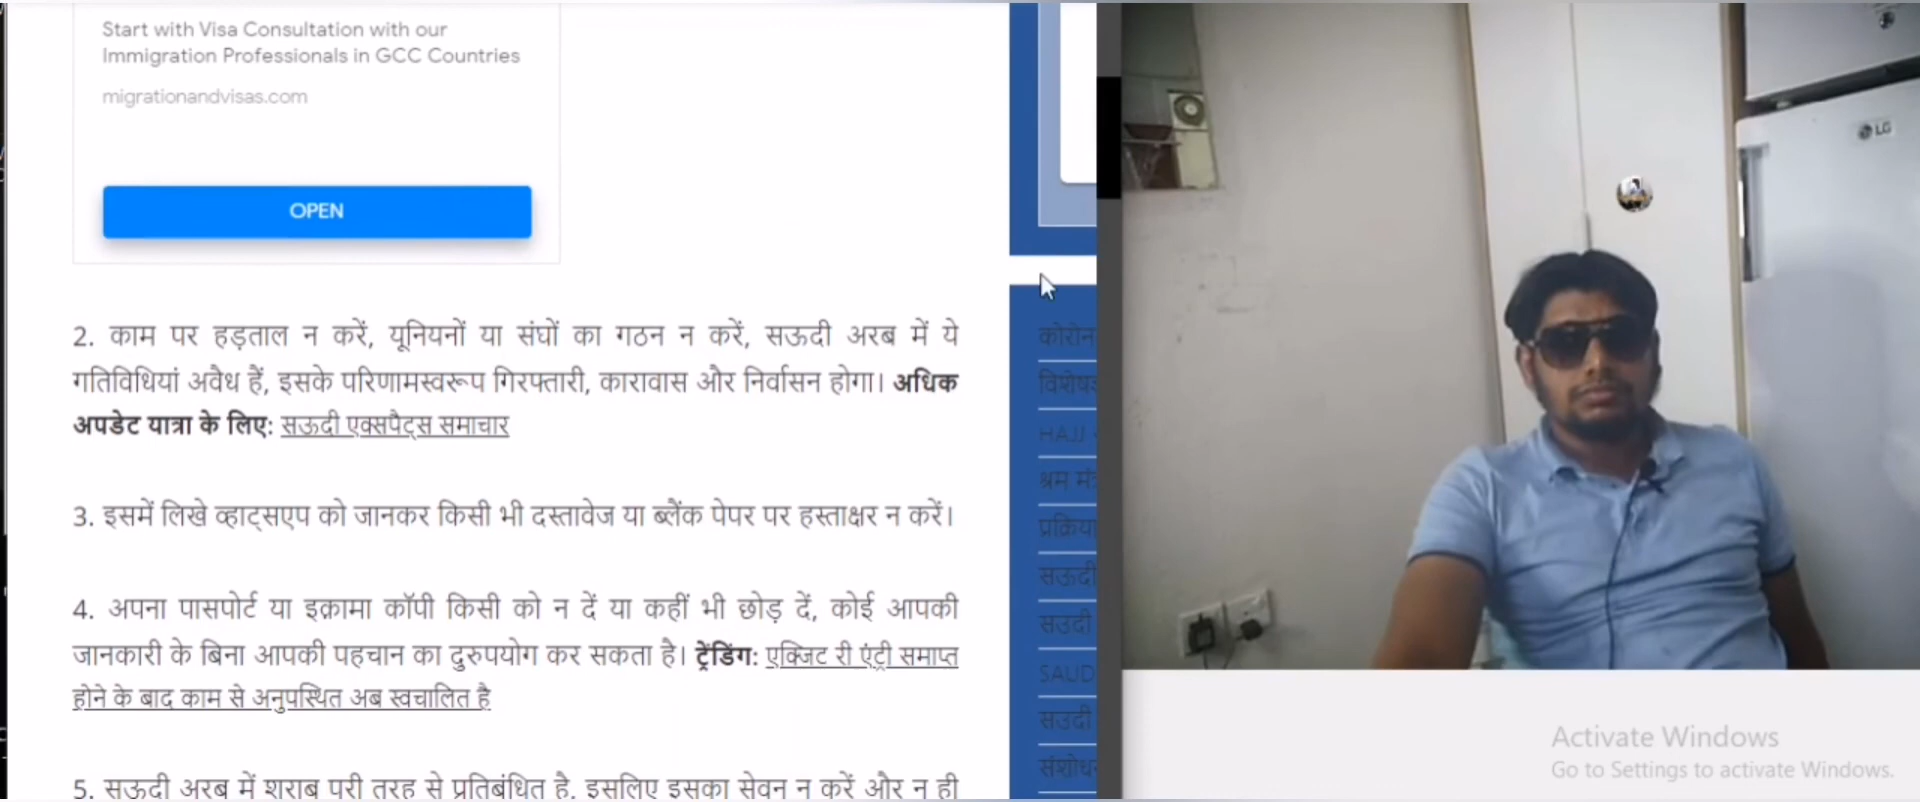 Start with Visa Consultation with our
Immigration Professionals in GCC Countries
migrationandvisas.com
OPEN
2. काम पर हड़ताल न करें, यूनियनों या संघों का गठन न करें, सऊदी अरब में ये
गतिविधियां अवैध हैं, इसके परिणामस्वरूप गिरफ्तारी, कारावास और निर्वासन होगा। अधिक
अपडेट यात्रा के लिए: सऊदी एक्सपैट्स समाचार
3. इसमें लिखे व्हाट्सएप को जानकर किसी भी दस्तावेज या ब्लैंक पेपर पर हस्ताक्षर न करें।
4. अपना पासपोर्ट या इक़ामा कॉपी किसी को न दें या कहीं भी छोड़ दें, कोई आपकी
जानकारी के बिना आपकी पहचान का दुरुपयोग कर सकता है। ट्रेंडिंग: एक्जिट री एंट्री समाप्त
होने के बाद काम से अनुपस्थित अब स्वचालित है
5. सऊदी अरब में शराब पूरी तरह से प्रतिबंधित है, इसलिए इसका सेवन न करें और न ही
HAJJ
श्रम
प्रक्रिया
सऊदी
सउदी
SAUD
सउदी
LG
Activate Windows
Go to Settings to activate Windows.